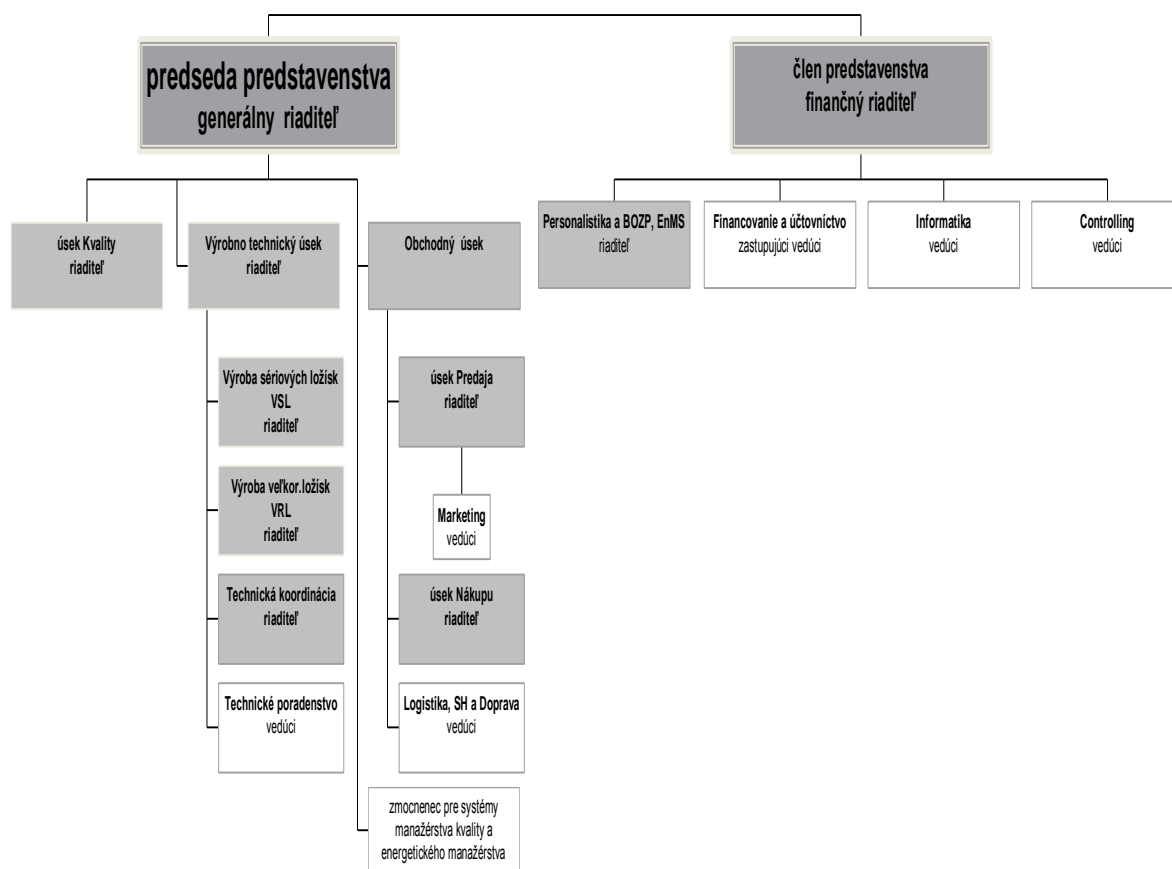 predseda predstavenstva
generálny riaditeľ
člen predstavenstva
finančný riaditeľ
úsek Kvality
riaditeľ
Výrobno technický úsek
riaditeľ
Obchodný úsek
Personalistika a BOZP, EnMS
riaditeľ
Financovanie a účtovníctvo
zastupujúci vedúci
Informatika
vedúci
Controlling
vedúci
Výroba sériových ložísk
VSL
riaditeľ
úsek Predaja
riaditeľ
Výroba veľkor.ložísk
VRL
riaditeľ
Marketing
vedúci
Technická koordinácia
riaditeľ
úsek Nákupu
riaditeľ
Technické poradenstvo
vedúci
Logistika, SH a Doprava
vedúci
zmocnenec pre systémy
manažérstva kvality a
energetického manažérstva